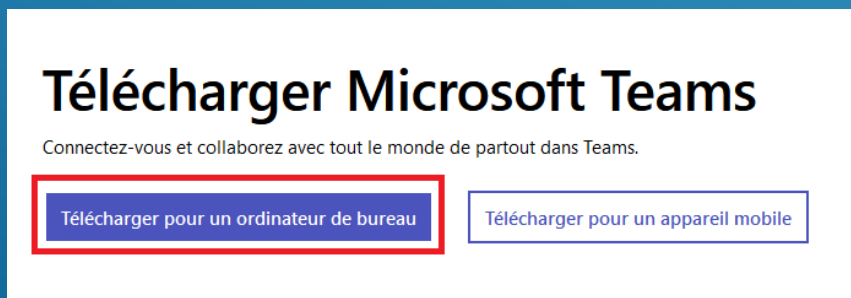 Télécharger Microsoft Teams
Connectez-vous et collaborez avec tout le monde de partout dans Teams.
Télécharger pour un ordinateur de bureau
Télécharger pour un appareil mobile